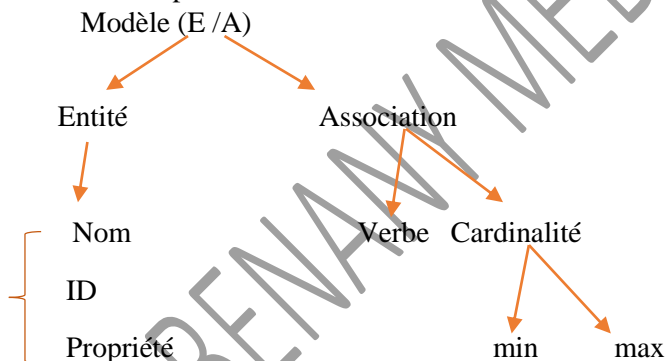 Modèle (E /A)
Entité Association
Nom Verbe Cardinalité
ID
Propriété min max